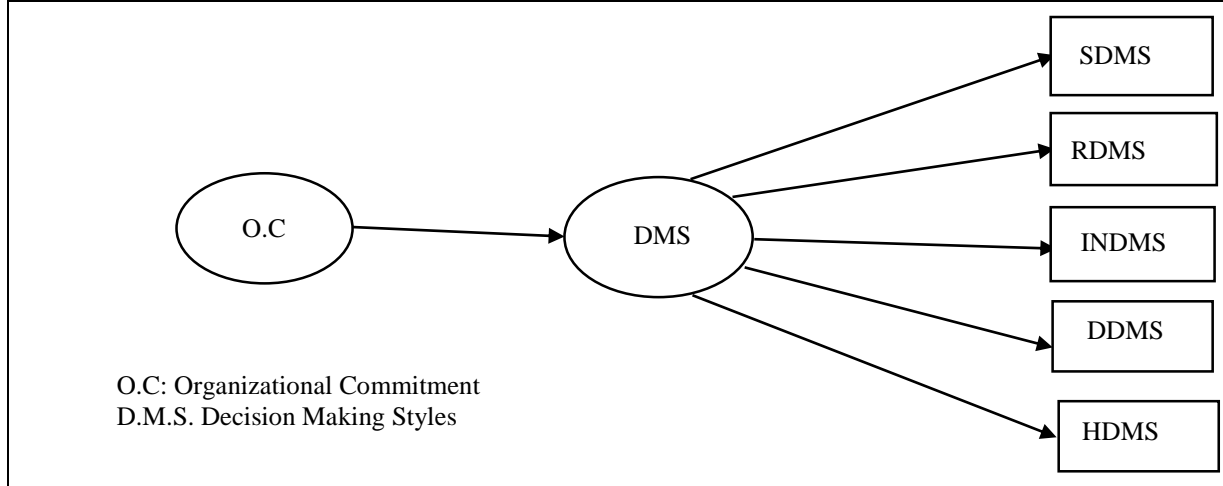 SDMS
RDMS
O.C
DMS
INDMS
DDMS
O.C: Organizational Commitment
D.M.S. Decision Making Styles
HDMS